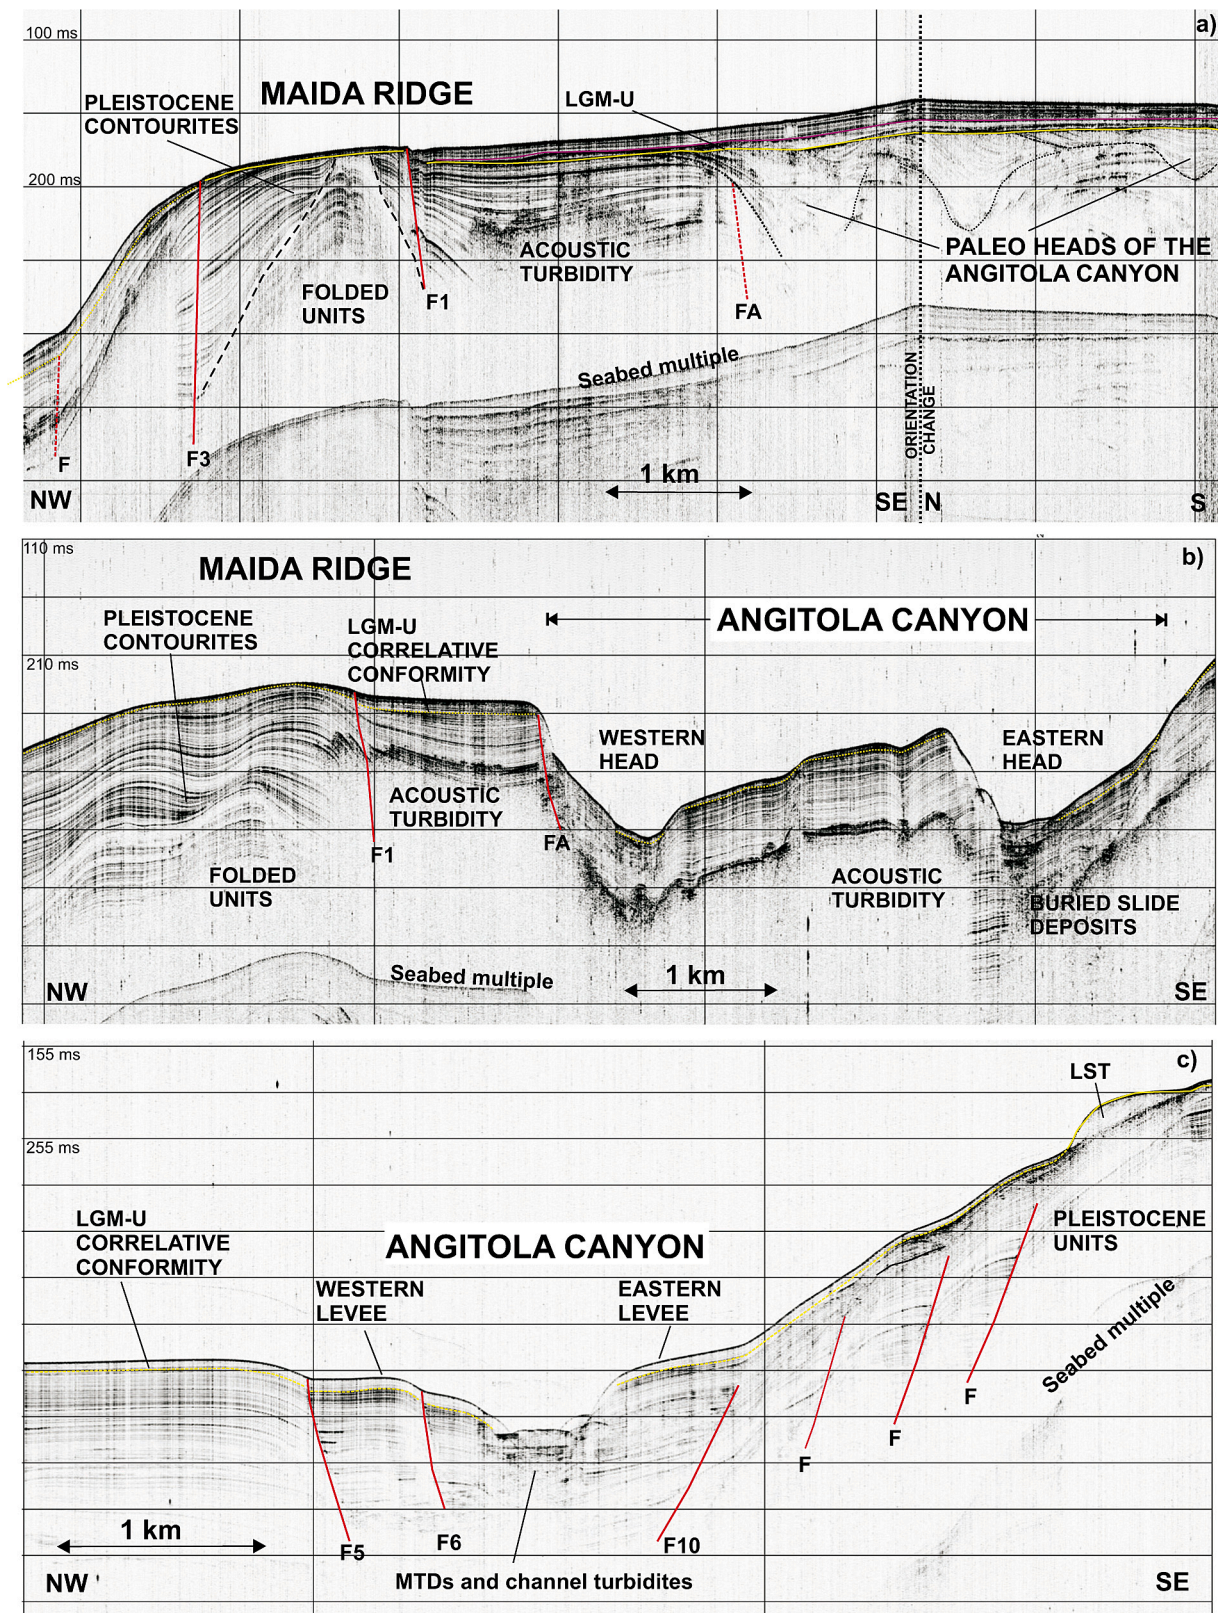 a)
100 ms
MAIDA RIDGE
PLEISTOCENE
CONTOURITES
LGM-U
200 ms
ACOUSTIC
TURBIDITY
PALEO HEADS OF THE
ANGITOLA CANYON
FOLDED
UNITS
F1
FA
Seabed multiple
ORIENTATION
CHANGE
F
F3
1 km
NW
SE
N
S
110 ms
b)
MAIDA RIDGE
PLEISTOCENE
CONTOURITES
LGM-U
CORRELATIVE
CONFORMITY
ANGITOLA CANYON
210 ms
WESTERN
HEAD
EASTERN
HEAD
ACOUSTIC
TURBIDITY
F1
FA
FOLDED
UNITS
ACOUSTIC
TURBIDITY
BURIED SLIDE
DEPOSITS
Seabed multiple
1 km
NW
SE
155 ms
c)
LST
255 ms
LGM-U
CORRELATIVE
CONFORMITY
ANGITOLA CANYON
PLEISTOCENE
UNITS
WESTERN
LEVEE
EASTERN
LEVEE
Seabed multiple
F
F
F
1 km
F5
F6
F10
NW
MTDs and channel turbidites
SE